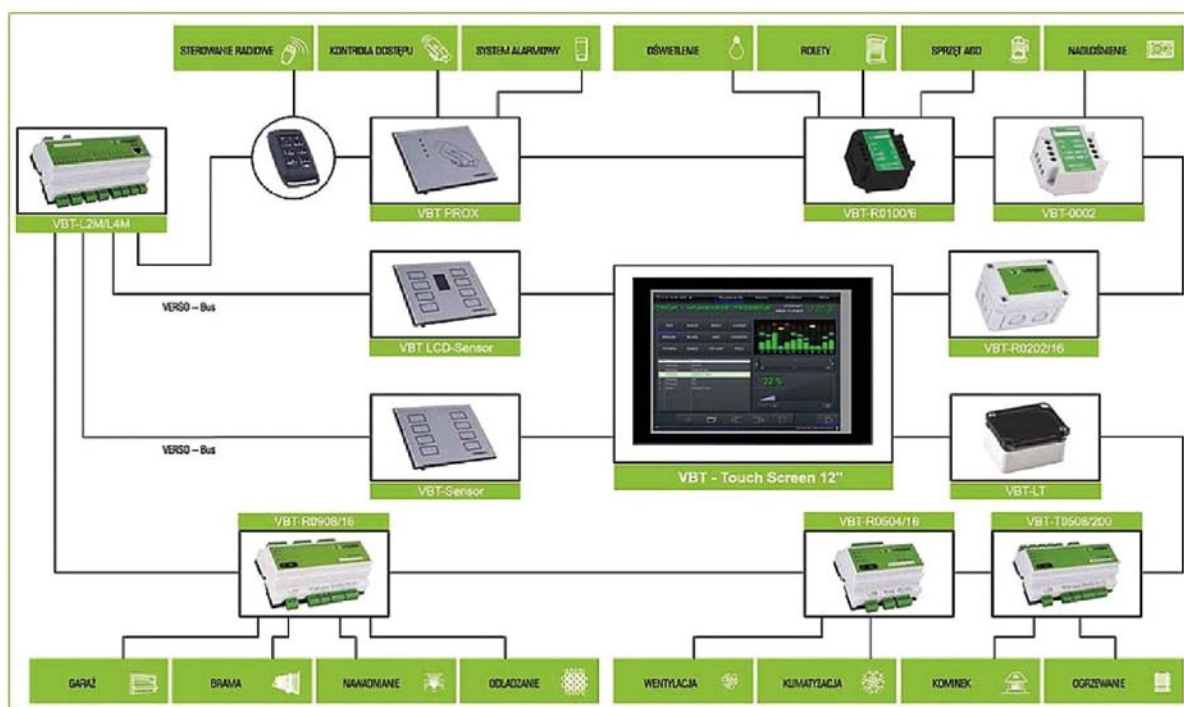 STEROWANIE RADIOWE
KONTROLA DOSTĘPU
SYSTEM ALARMOWY
OŚWIETLENIE
ROLETY
SPRZĘT AGD
NAGŁOŚNIENIE
VBT-L2M/L4M
VBT PROX
VBT-R0100/6
VBT-0002
VERSO – Bus
VBT LCD-Sensor
VBT-R0202/16
VERSO – Bus
VBT-Sensor
VBT - Touch Screen 12"
VBT-LT
VBT-R0908/16
VBT-R0504/16
VBT-T0508/200
GARAŻ
BRAMA
NAWADNIANIE
ODLADZANIE
WENTYLACJA
KLIMATYZACJA
KOMINEK
OGRZEWANIE